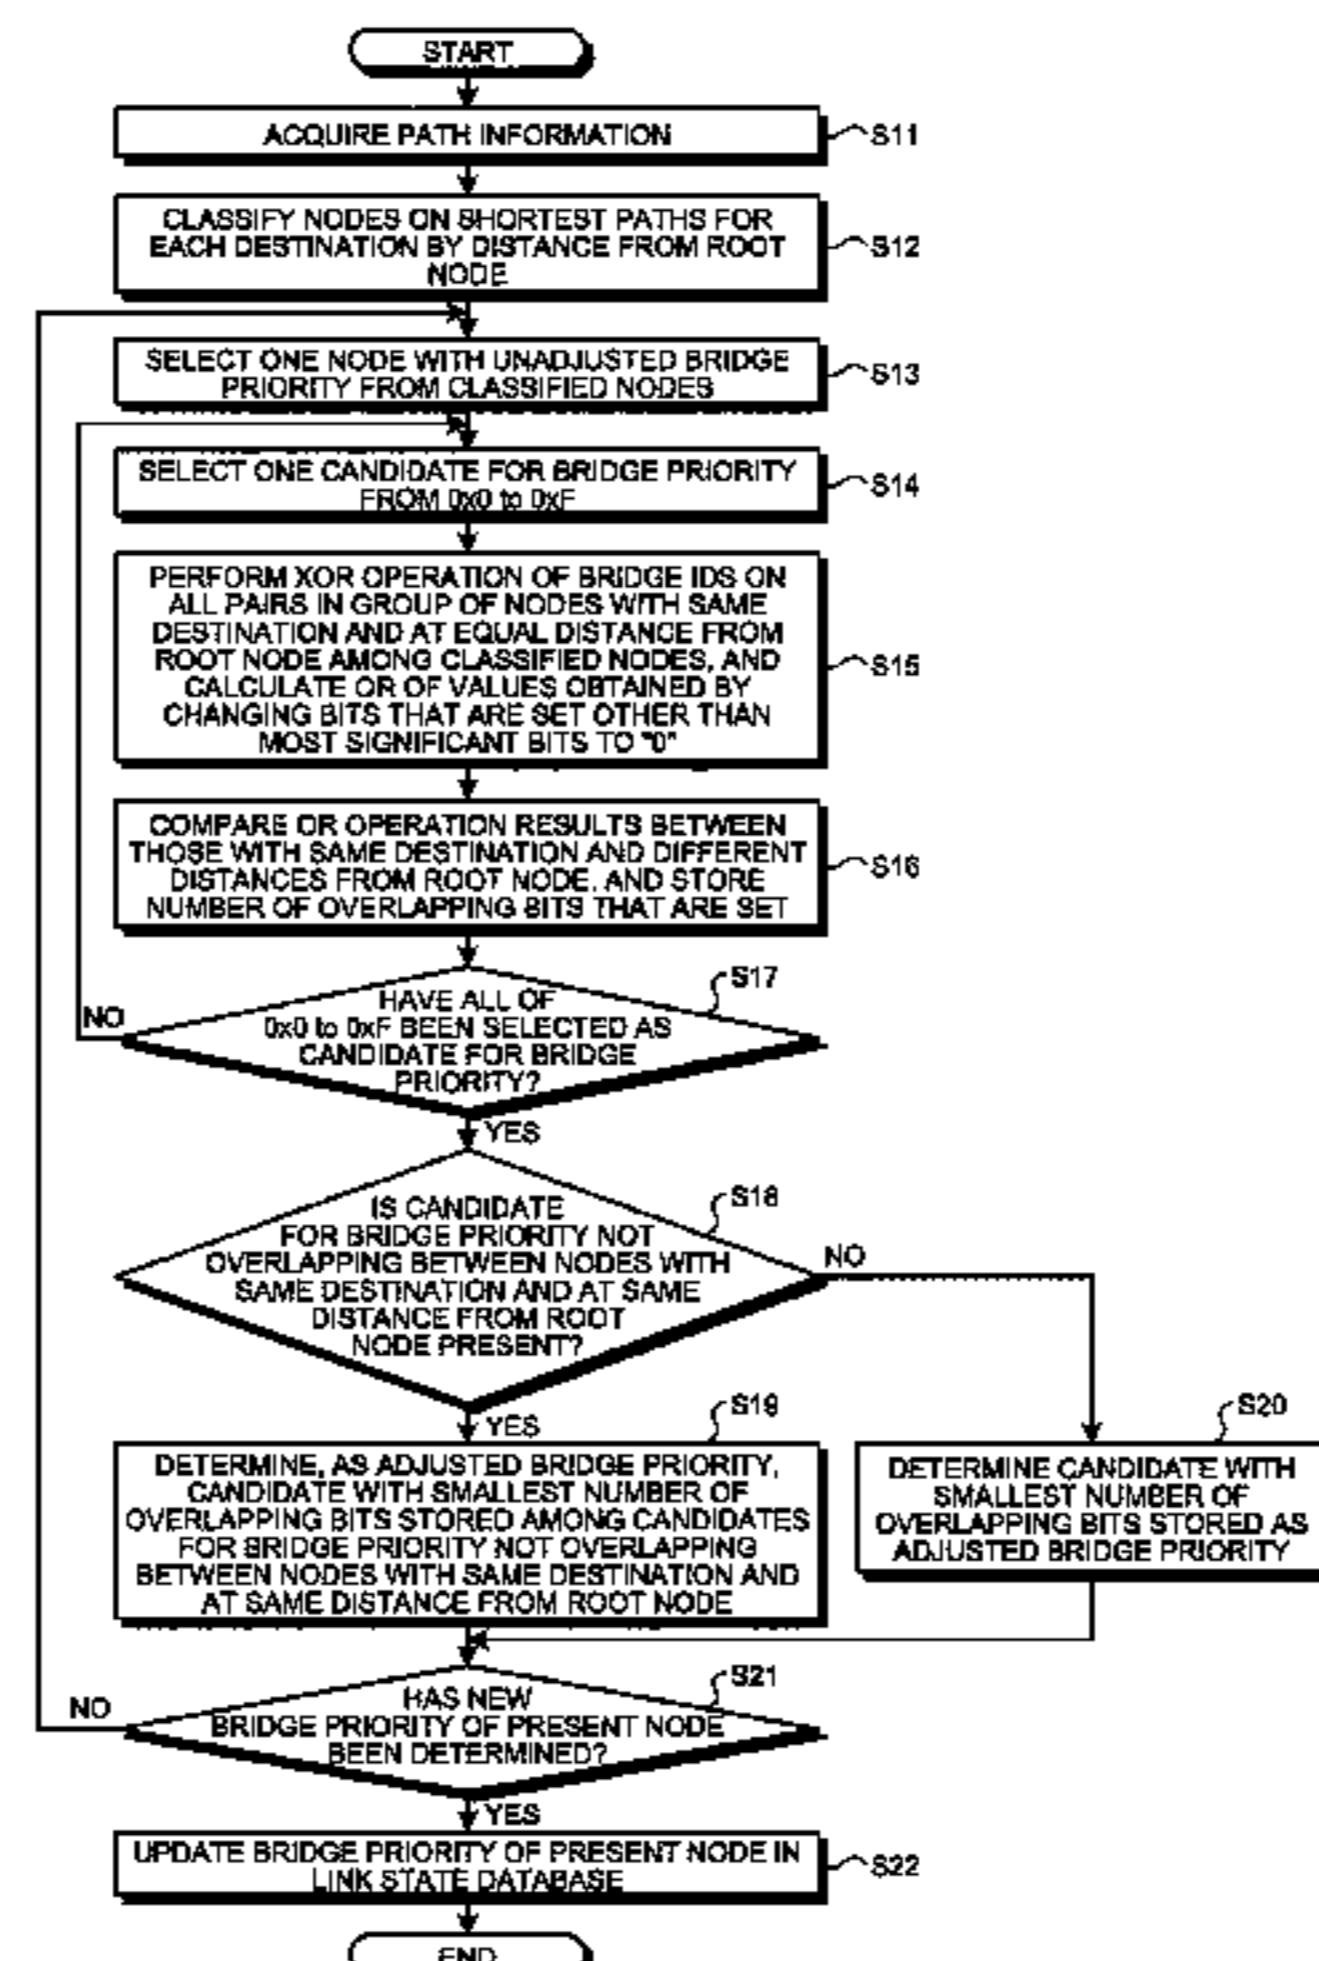 START
ACQUIRE PATH INFORMATION
S11
CLASSIFY NODES ON SHORTEST PATHS FOR
EACH DESTINATION BY DISTANCE FROM ROOT
NODE
S12
SELECT ONE NODE WITH UNADJUSTED BRIDGE
PRIORITY FROM CLASSIFIED NODES
S13
SELECT ONE CANDIDATE FOR BRIDGE PRIORITY
FROM 0x0 to 0xF
S14
PERFORM XOR OPERATION OF BRIDGE IDS ON
ALL PAIRS IN GROUP OF NODES WITH SAME
DESTINATION AND AT EQUAL DISTANCE FROM
ROOT NODE AMONG CLASSIFIED NODES, AND
CALCULATE OR OF VALUES OBTAINED BY
CHANGING BITS THAT ARE SET OTHER THAN
MOST SIGNIFICANT BITS TO "0"
S15
COMPARE OR OPERATION RESULTS BETWEEN
THOSE WITH SAME DESTINATION AND DIFFERENT
DISTANCES FROM ROOT NODE, AND STORE
NUMBER OF OVERLAPPING BITS THAT ARE SET
S16
S17
HAVE ALL OF
0x0 to 0xF BEEN SELECTED AS
CANDIDATE FOR BRIDGE
PRIORITY?
NO
YES
S18
IS CANDIDATE
FOR BRIDGE PRIORITY NOT
OVERLAPPING BETWEEN NODES WITH
SAME DESTINATION AND AT SAME
DISTANCE FROM ROOT
NODE PRESENT?
NO
YES
S19
DETERMINE, AS ADJUSTED BRIDGE PRIORITY,
CANDIDATE WITH SMALLEST NUMBER OF
OVERLAPPING BITS STORED AMONG CANDIDATES
FOR BRIDGE PRIORITY NOT OVERLAPPING
BETWEEN NODES WITH SAME DESTINATION AND
AT SAME DISTANCE FROM ROOT NODE
S20
DETERMINE CANDIDATE WITH
SMALLEST NUMBER OF
OVERLAPPING BITS STORED AS
ADJUSTED BRIDGE PRIORITY
S21
HAS NEW
BRIDGE PRIORITY OF PRESENT NODE
BEEN DETERMINED?
NO
YES
UPDATE BRIDGE PRIORITY OF PRESENT NODE IN
LINK STATE DATABASE
S22
END